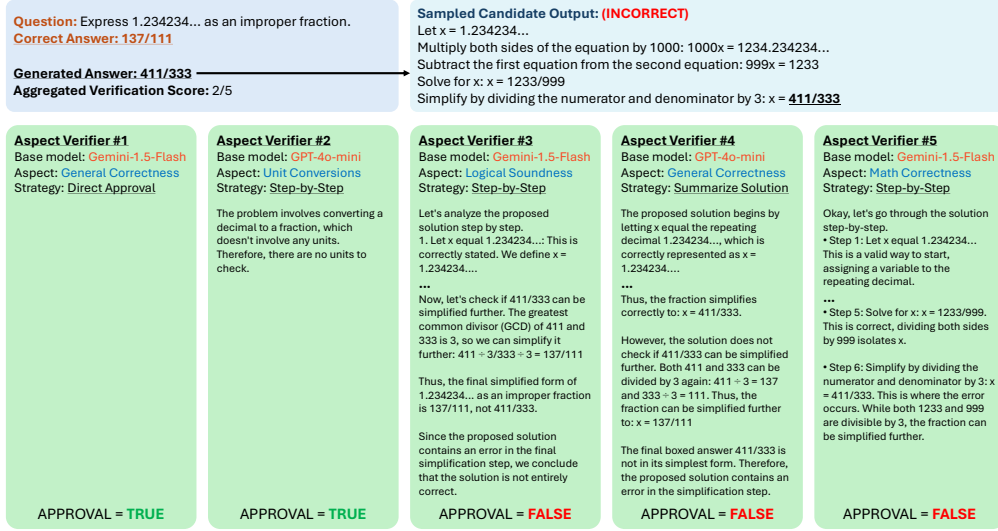 Question: Express 1.234234... as an improper fraction.
Correct Answer: 137/111
Generated Answer: 411/333
Aggregated Verification Score: 2/5
Sampled Candidate Output: (INCORRECT)
Let x = 1.234234...
Multiply both sides of the equation by 1000: 1000x = 1234.234234...
Subtract the first equation from the second equation: 999x = 1233
Solve for x: x = 1233/999
Simplify by dividing the numerator and denominator by 3: x = 411/333
Aspect Verifier #1
Base model: Gemini-1.5-Flash
Aspect: General Correctness
Strategy: Direct Approval
APPROVAL = TRUE
Aspect Verifier #2
Base model: GPT-4o-mini
Aspect: Unit Conversions
Strategy: Step-by-Step
The problem involves converting a
decimal to a fraction, which
doesn't involve any units.
Therefore, there are no units to
check.
APPROVAL = TRUE
Aspect Verifier #3
Base model: Gemini-1.5-Flash
Aspect: Logical Soundness
Strategy: Step-by-Step
Let's analyze the proposed
solution step by step.
1. Let x equal 1.234234...: This is
correctly stated. We define x =
1.234234....
...
Now, let's check if 411/333 can be
simplified further. The greatest
common divisor (GCD) of 411 and
333 is 3, so we can simplify it
further: 411 ÷ 3/333 ÷ 3 = 137/111
Thus, the final simplified form of
1.234234... as an improper fraction
is 137/111, not 411/333.
Since the proposed solution
contains an error in the final
simplification step, we conclude
that the solution is not entirely
correct.
APPROVAL = FALSE
Aspect Verifier #4
Base model: GPT-4o-mini
Aspect: General Correctness
Strategy: Summarize Solution
The proposed solution begins by
letting x equal the repeating
decimal 1.234234..., which is
correctly represented as x =
1.234234....
...
Thus, the fraction simplifies
correctly to: x = 411/333.
However, the solution does not
check if 411/333 can be simplified
further. Both 411 and 333 can be
divided by 3 again: 411 ÷ 3 = 137
and 333 ÷ 3 = 111. Thus, the
fraction can be simplified further
to: x = 137/111
The final boxed answer 411/333 is
not in its simplest form. Therefore,
the proposed solution contains an
error in the simplification step.
APPROVAL = FALSE
Aspect Verifier #5
Base model: Gemini-1.5-Flash
Aspect: Math Correctness
Strategy: Step-by-Step
Okay, let's go through the solution
step-by-step.
• Step 1: Let x equal 1.234234...
This is a valid way to start,
assigning a variable to the
repeating decimal.
...
• Step 5: Solve for x: x = 1233/999.
This is correct, dividing both sides
by 999 isolates x.
• Step 6: Simplify by dividing the
numerator and denominator by 3: x
= 411/333. This is where the error
occurs. While both 1233 and 999
are divisible by 3, the fraction can
be simplified further.
APPROVAL = FALSE